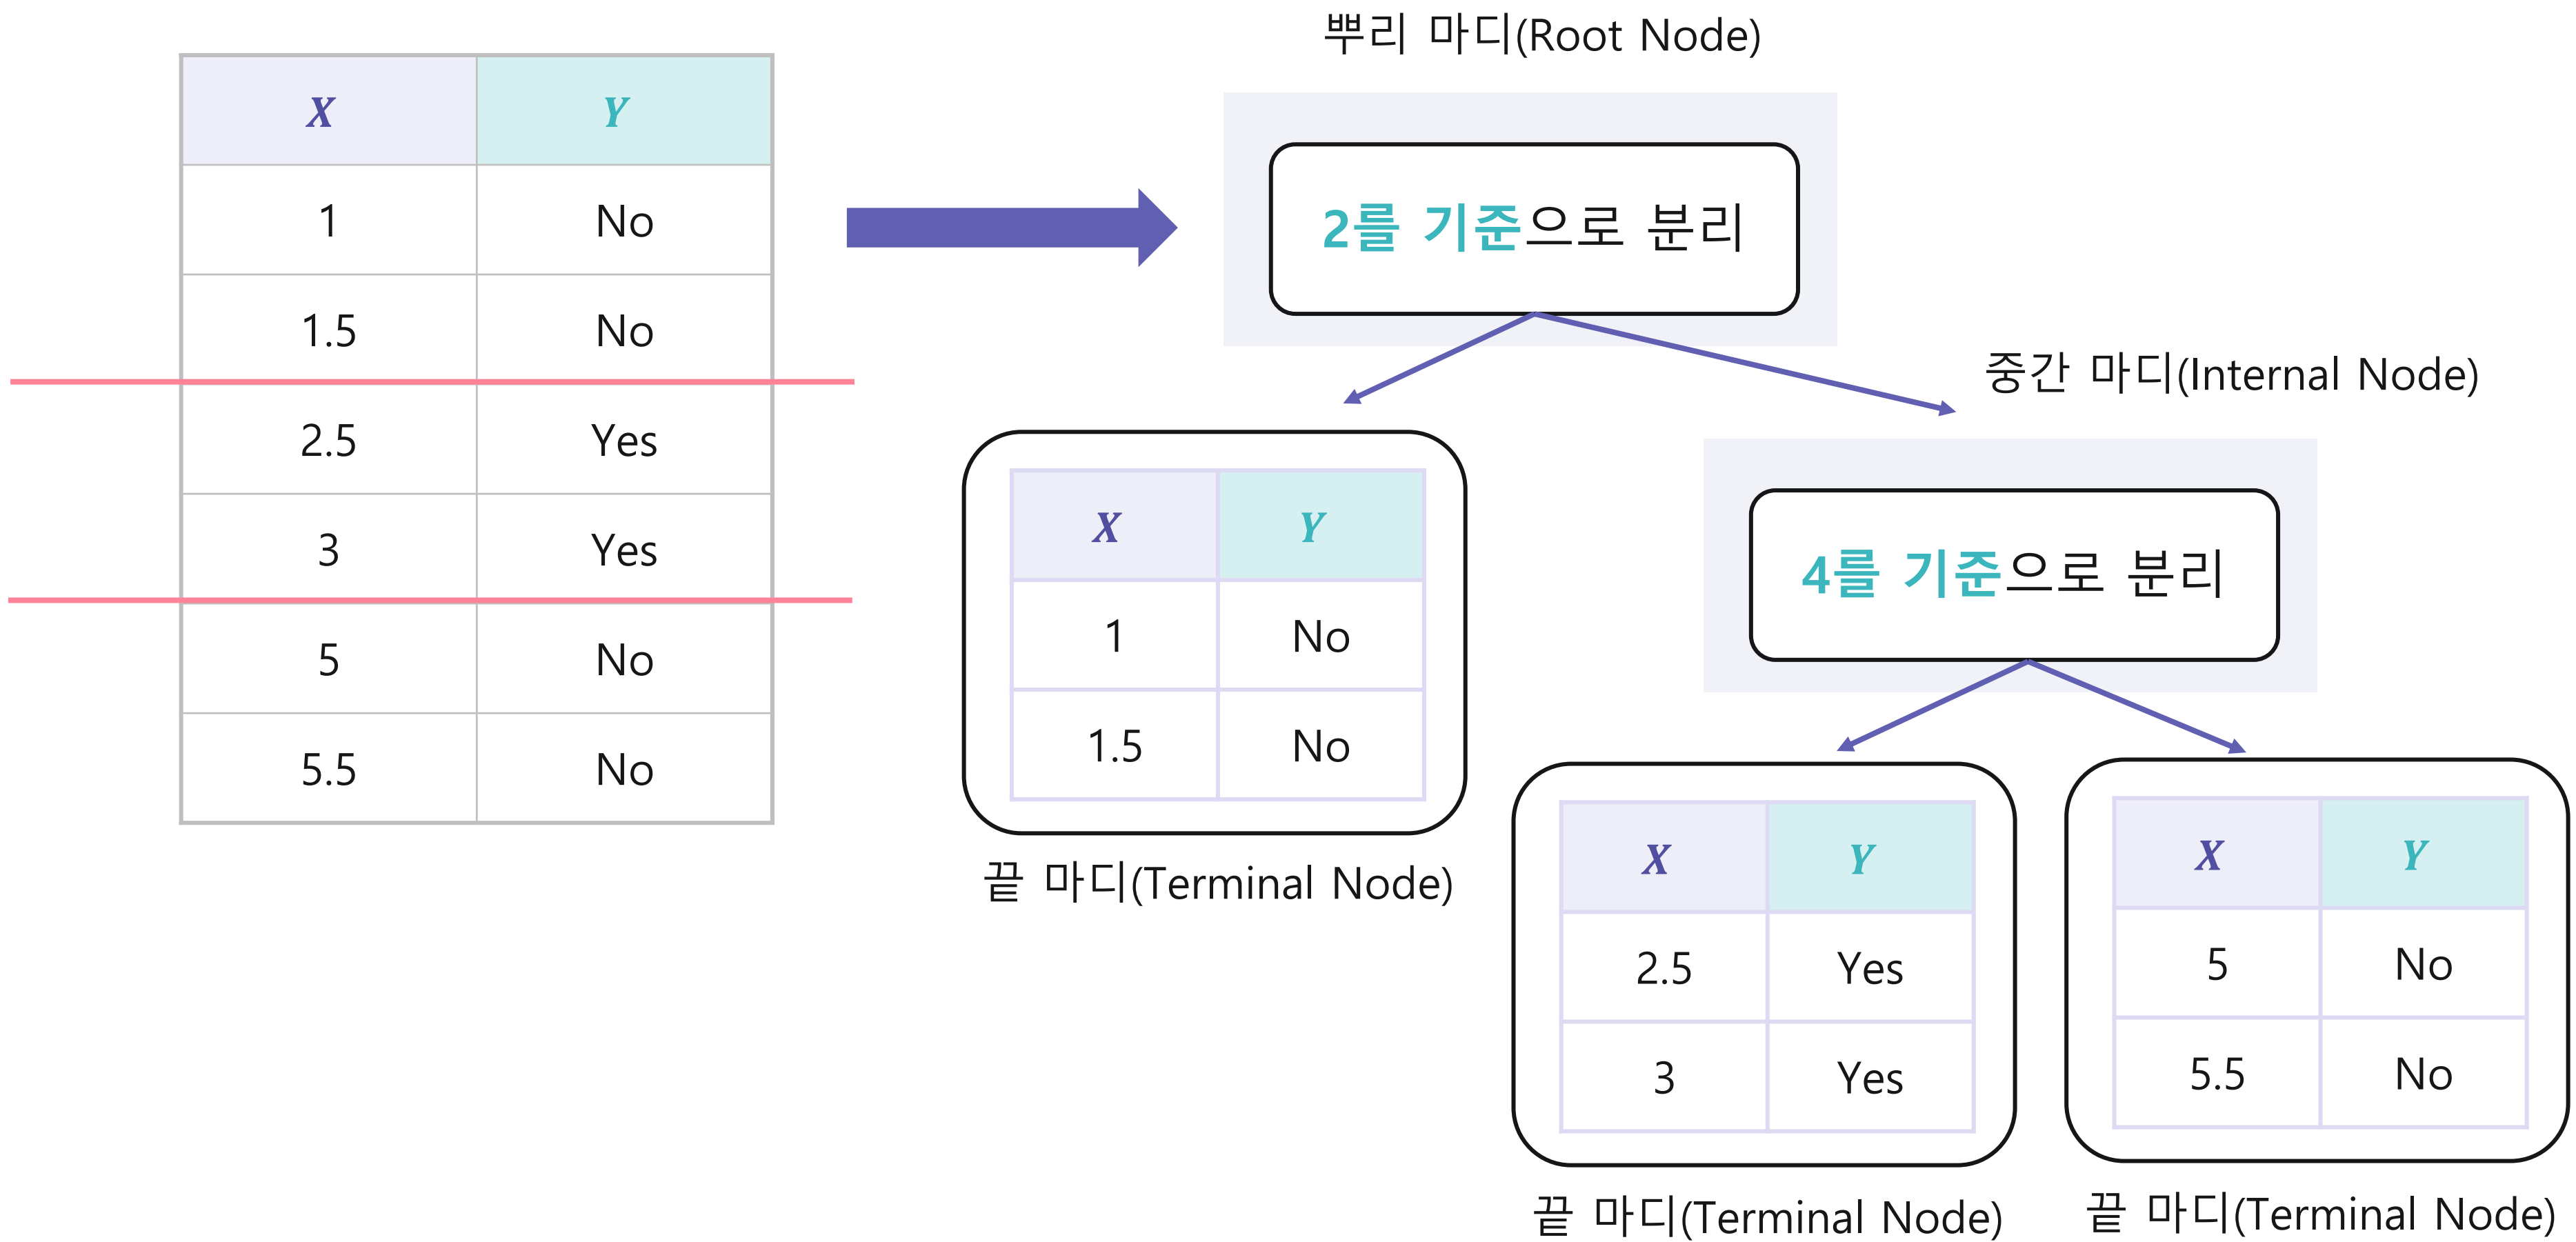 X Y
1 No
1.5 No
2.5 Yes
3 Yes
5 No
5.5 No
뿌리 마디(Root Node)
2를 기준으로 분리
중간 마디(Internal Node)
4를 기준으로 분리
X Y
1 No
1.5 No
끝 마디(Terminal Node)
X Y
2.5 Yes
3 Yes
끝 마디(Terminal Node)
X Y
5 No
5.5 No
끝 마디(Terminal Node)